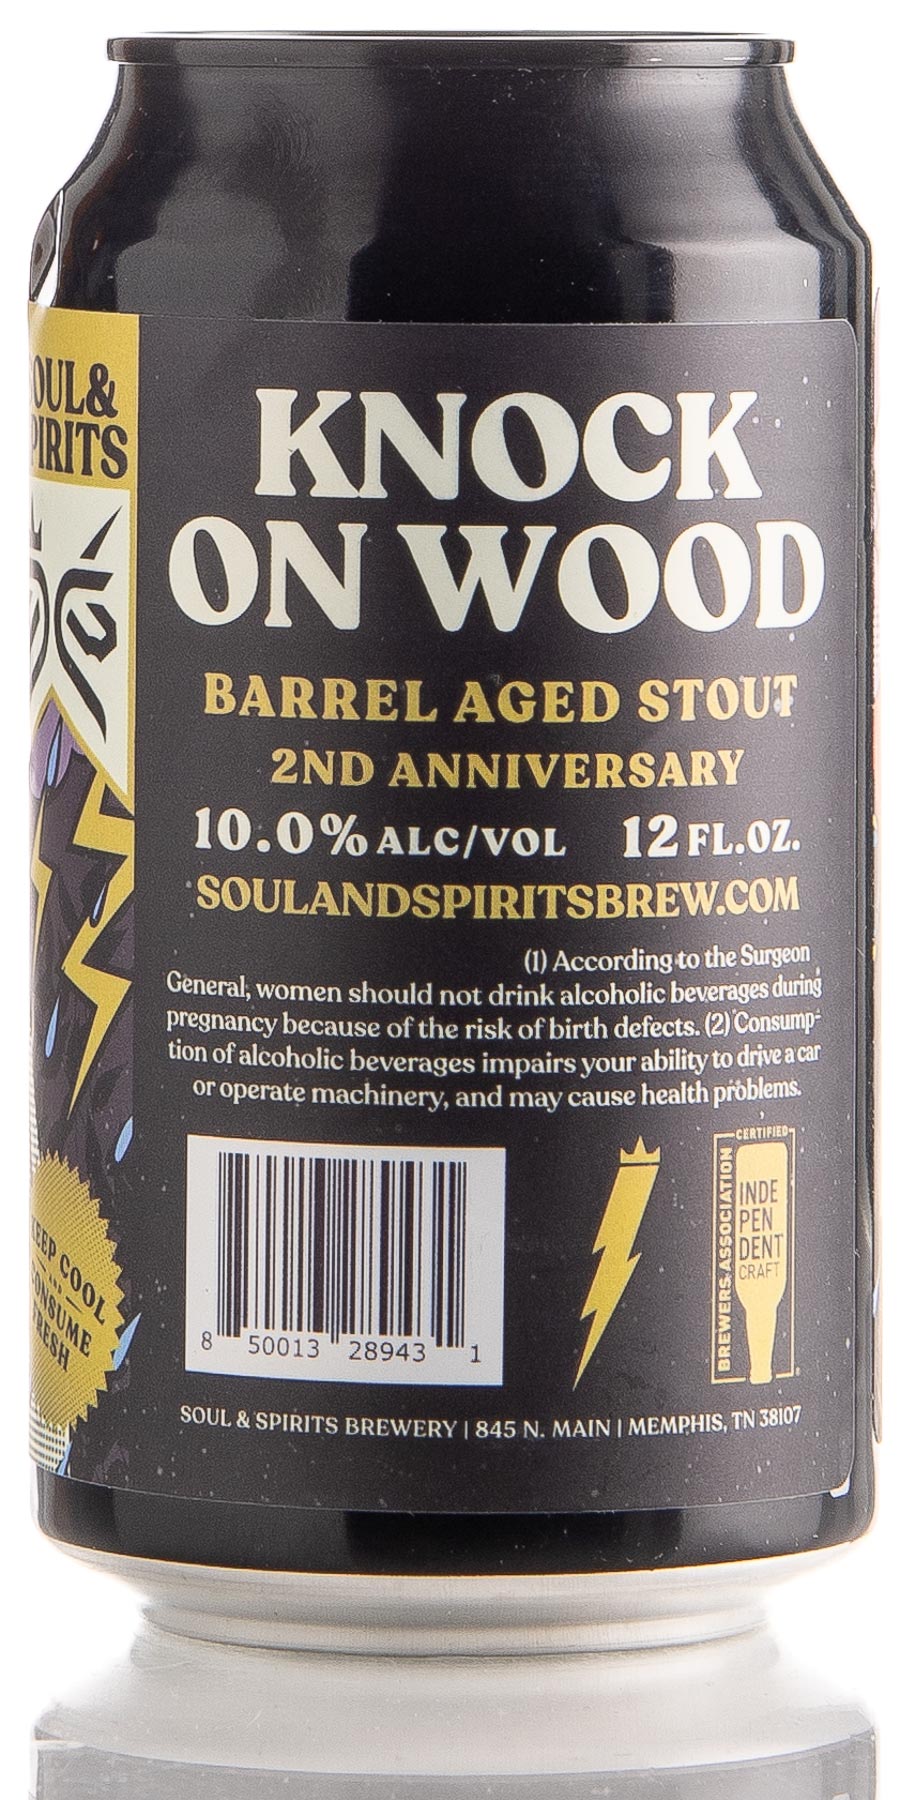 OUL&
PIRITS
KNOCK
ON WOOD
BARREL AGED STOUT
2ND ANNIVERSARY
10.0% ALC/VOL 12 FL.OZ.
SOULANDSPIRITSBREW.COM
(1) According to the Surgeon
General, women should not drink alcoholic beverages during
pregnancy because of the risk of birth defects. (2) Consump-
tion of alcoholic beverages impairs your ability to drive a car
or operate machinery, and may cause health problems.
KEEP COOL
AND
CONSUME
FRESH
8 50013 28943 1
CERTIFIED
BREWERS ASSOCIATION
INDE
PEN
DENT
CRAFT
SOUL & SPIRITS BREWERY | 845 N. MAIN | MEMPHIS, TN 38107